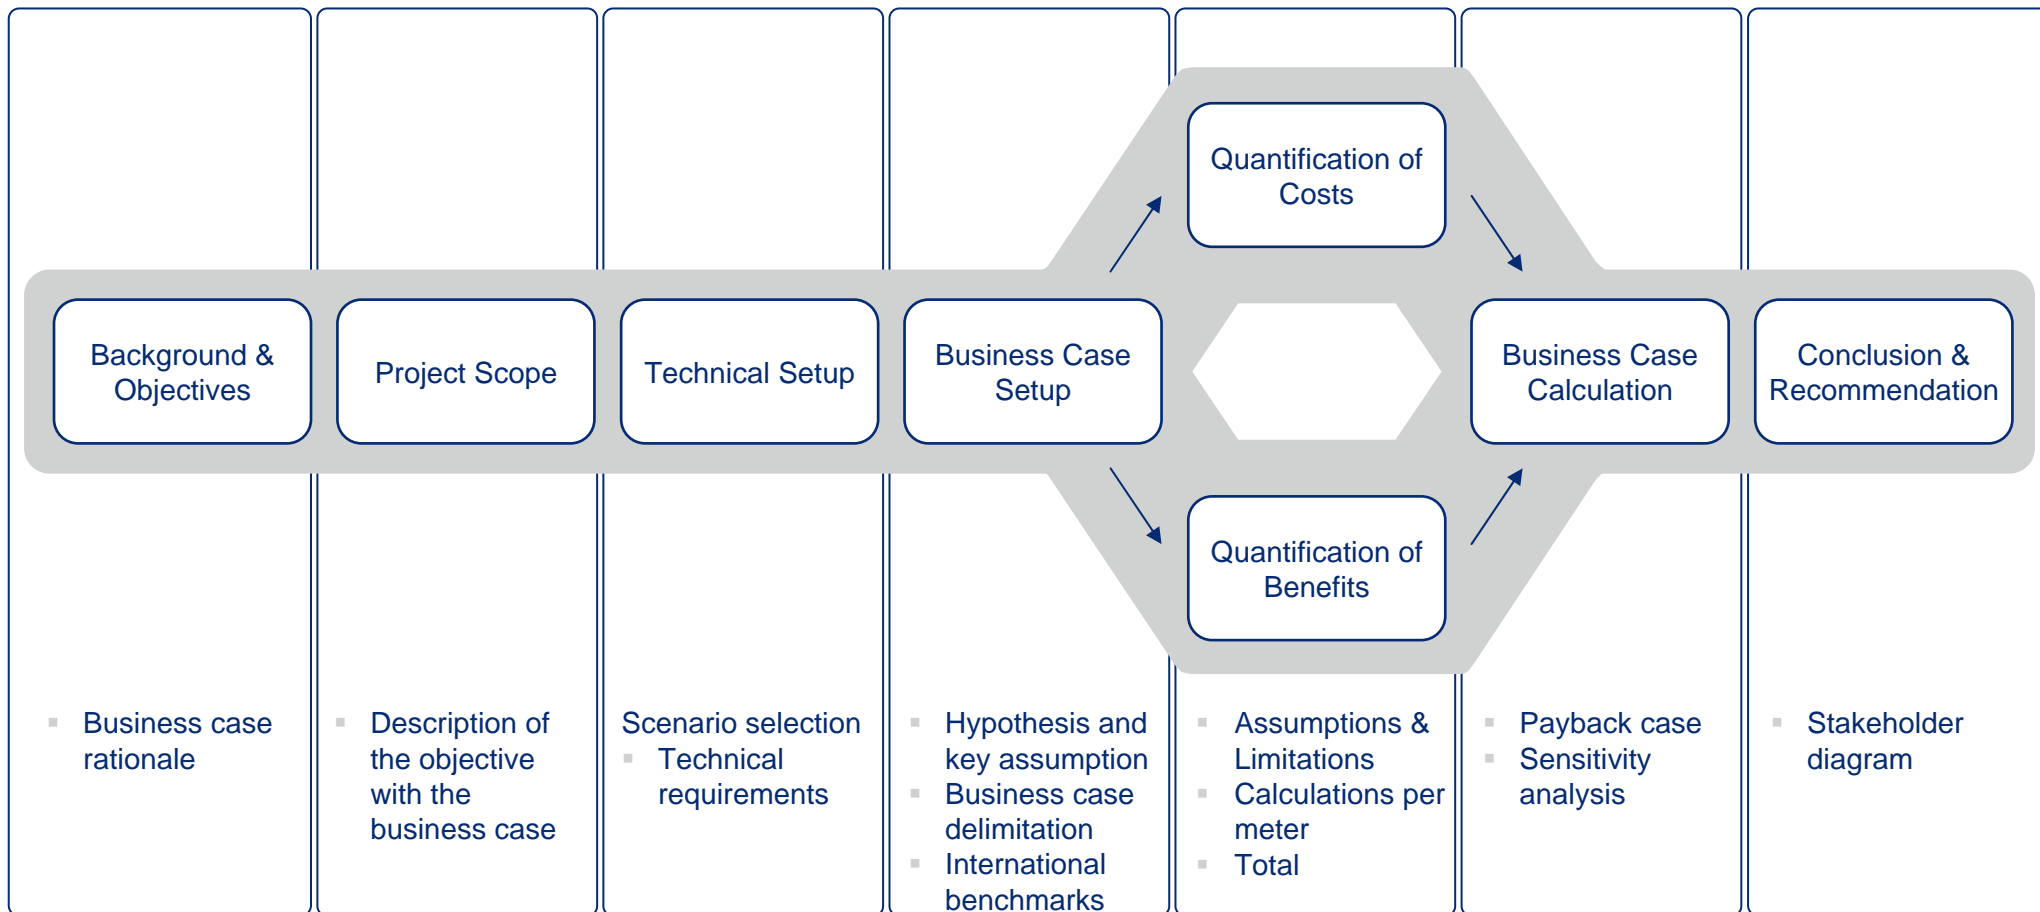 Quantification of
Costs
Background &
Objectives
Project Scope
Technical Setup
Business Case
Setup
Business Case
Calculation
Conclusion &
Recommendation
Quantification of
Benefits
Business case
rationale
Description of
the objective
with the
business case
Scenario selection
Technical
requirements
Hypothesis and
key assumption
Business case
delimitation
International
benchmarks
Assumptions &
Limitations
Calculations per
meter
Total
Payback case
Sensitivity
analysis
Stakeholder
diagram